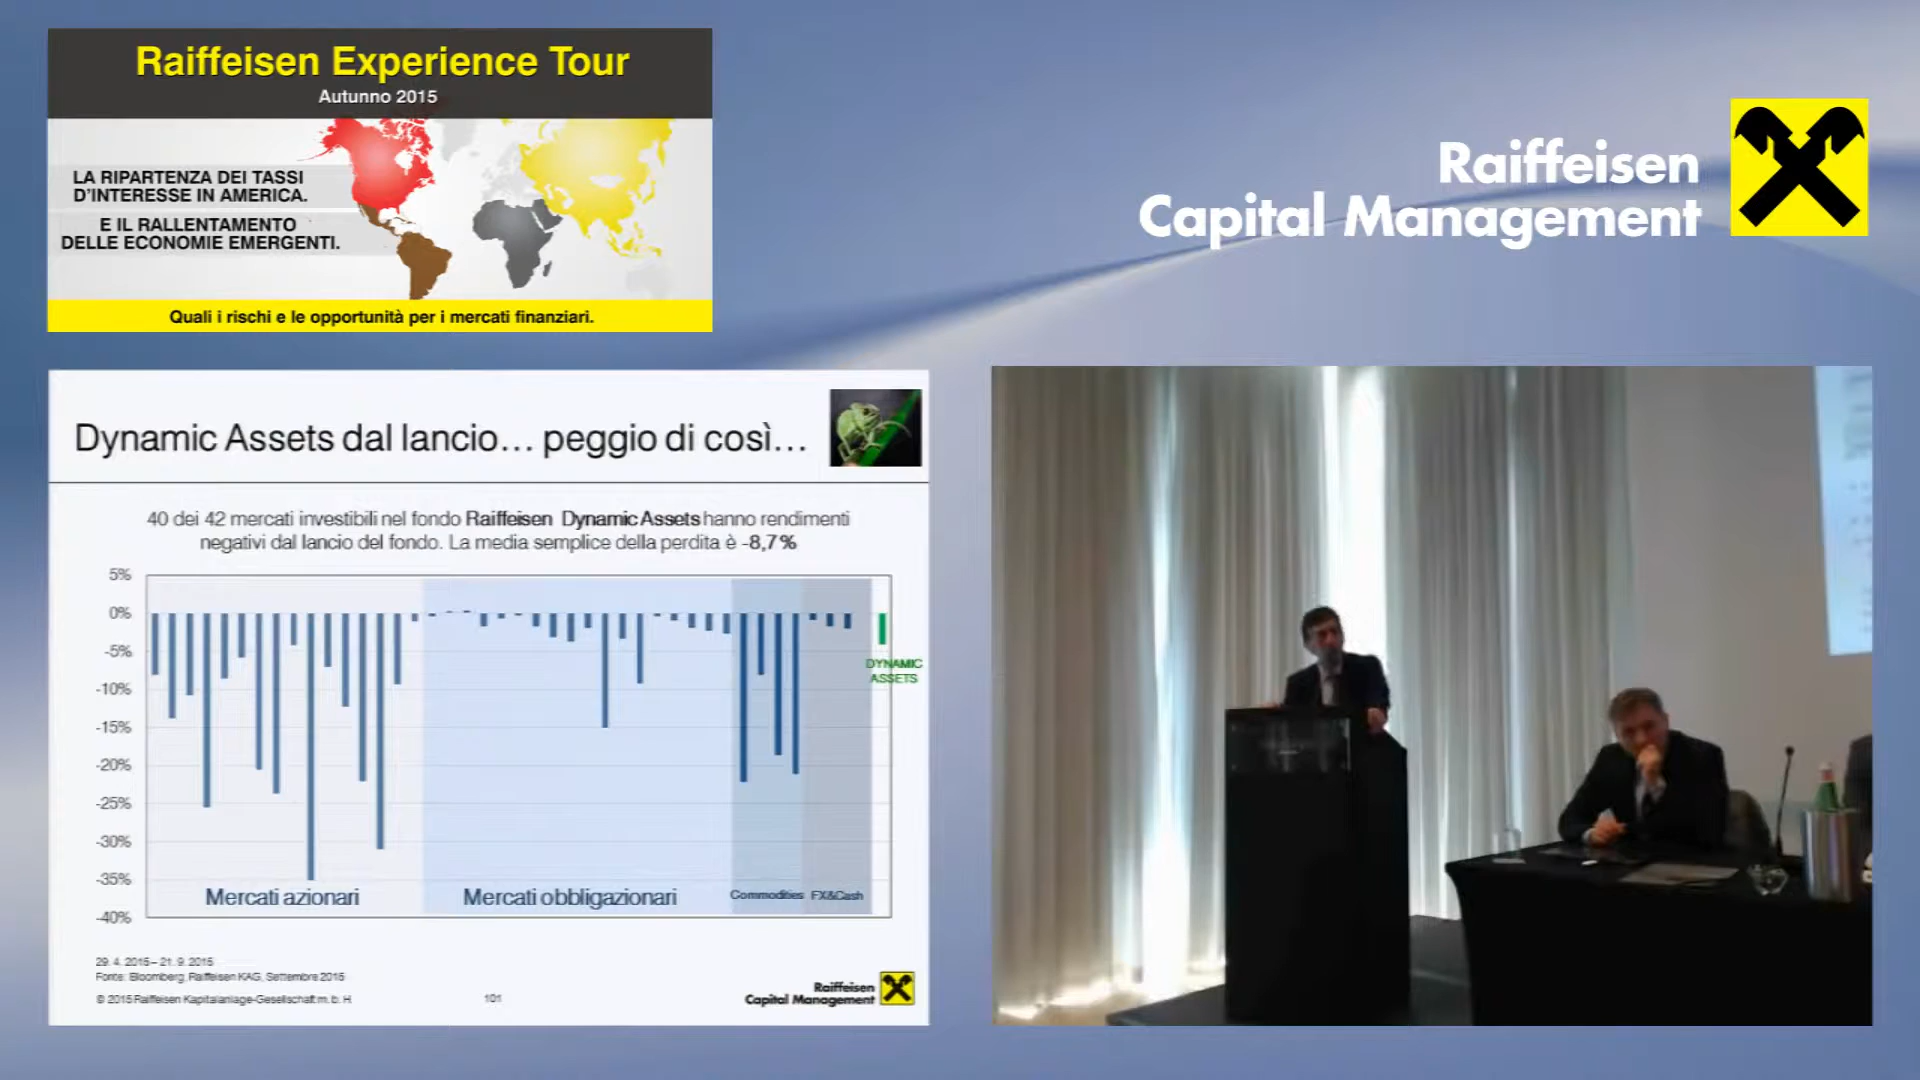 Raiffeisen Experience Tour
Autunno 2015
LA RIPARTENZA DEI TASSI
D'INTERESSE IN AMERICA.
E IL RALLENTAMENTO
DELLE ECONOMIE EMERGENTI.
Quali i rischi e le opportunità per i mercati finanziari.
Raiffeisen
Capital Management
Dynamic Assets dal lancio... peggio di così...
40 dei 42 mercati investibili nel fondo Raiffeisen Dynamic Assets hanno rendimenti
negativi dal lancio del fondo. La media semplice della perdita è -8,7%
5%
0%
-5%
-10%
-15%
-20%
-25%
-30%
-35%
-40%
DYNAMIC
ASSETS
Mercati azionari
Mercati obbligazionari
Commodities
FX&Cash
29. 4. 2015 – 21. 9. 2015
Fonte: Bloomberg, Raiffeisen KAG, Settembre 2015
© 2015 Raiffeisen Kapitalanlage-Gesellschaft m. b. H.
101
Raiffeisen
Capital Management